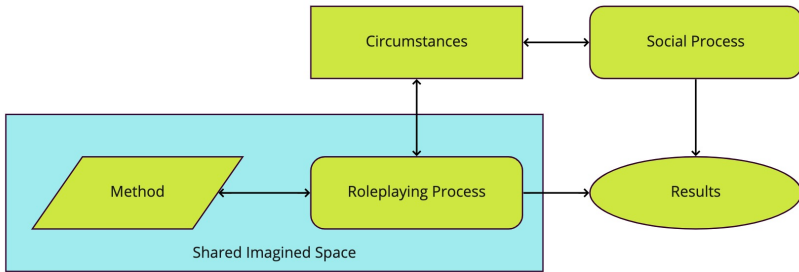 Circumstances
Social Process
Method
Roleplaying Process
Results
Shared Imagined Space